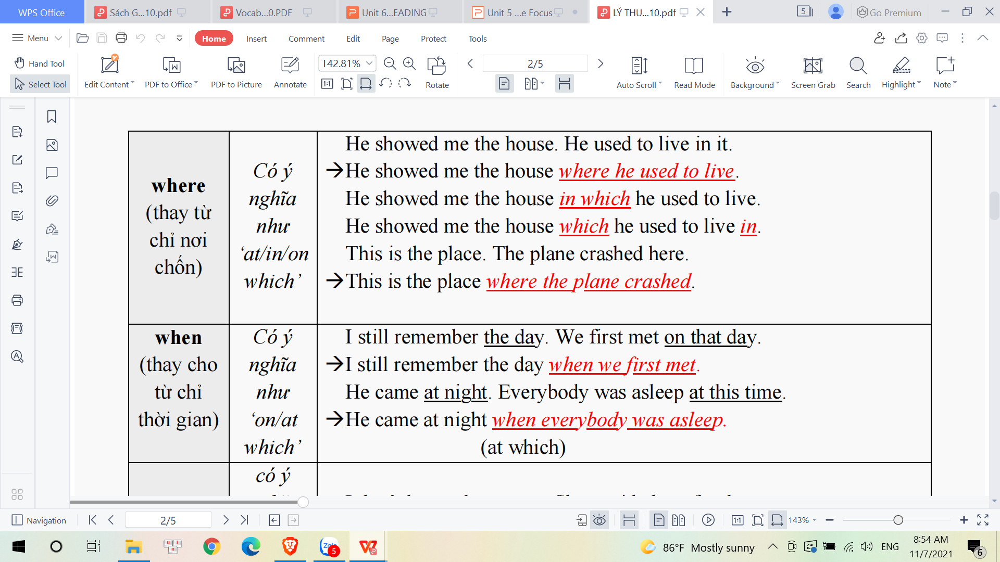 WPS Office
Sách G...10.pdf
Vocab...0.PDF
Unit 6...EADING
Unit 5 ...e Focus
LÝ THU...10.pdf
5
Go Premium
Menu
Home
Insert
Comment
Edit
Page
Protect
Tools
Hand Tool
Select Tool
Edit Content
PDF to Office
PDF to Picture
Annotate
142.81%
1:1
Rotate
2/5
Auto Scroll
Read Mode
Background
Screen Grab
Search
Highlight
Note
where
(thay từ
chỉ nơi
chốn)
Có ý
nghĩa
như
‘at/in/on
which’
He showed me the house. He used to live in it.
→He showed me the house where he used to live.
He showed me the house in which he used to live.
He showed me the house which he used to live in.
This is the place. The plane crashed here.
→This is the place where the plane crashed.
when
(thay cho
từ chỉ
thời gian)
Có ý
nghĩa
như
‘on/at
which’
I still remember the day. We first met on that day.
→I still remember the day when we first met.
He came at night. Everybody was asleep at this time.
→He came at night when everybody was asleep.
(at which)
có ý
Navigation
2/5
1:1
143%
Zalo
5
86°F Mostly sunny
ENG
8:54 AM
11/7/2021
6